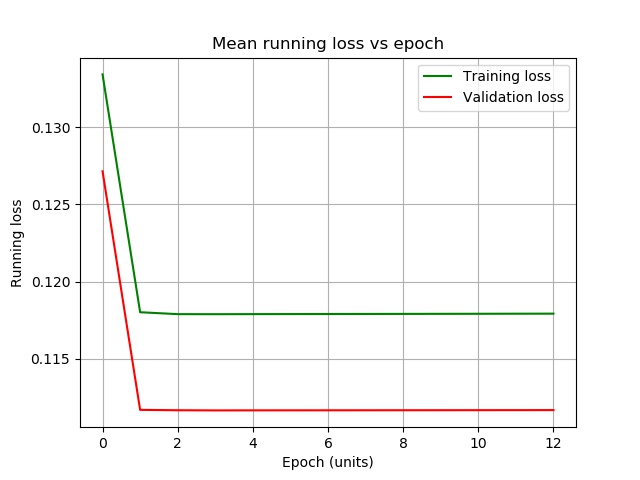 Mean running loss vs epoch
Training loss
Validation loss
0.130
0.125
0.120
0.115
Running loss
0 2 4 6 8 10 12
Epoch (units)